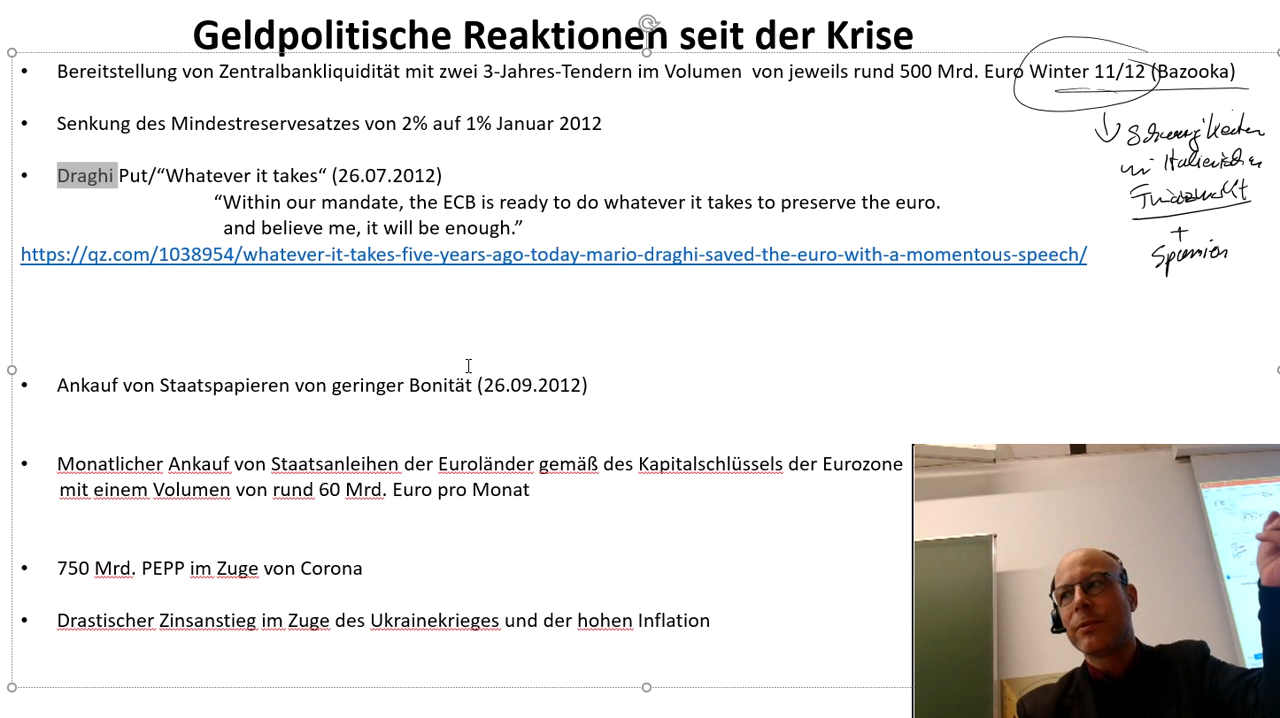 Geldpolitische Reaktionen seit der Krise
• Bereitstellung von Zentralbankliquidität mit zwei 3-Jahres-Tendern im Volumen von jeweils rund 500 Mrd. Euro Winter 11/12 (Bazooka)
• Senkung des Mindestreservesatzes von 2% auf 1% Januar 2012
• Draghi Put/“Whatever it takes“ (26.07.2012)
“Within our mandate, the ECB is ready to do whatever it takes to preserve the euro.
and believe me, it will be enough.”
https://qz.com/1038954/whatever-it-takes-five-years-ago-today-mario-draghi-saved-the-euro-with-a-momentous-speech/
• Ankauf von Staatspapieren von geringer Bonität (26.09.2012)
• Monatlicher Ankauf von Staatsanleihen der Euroländer gemäß des Kapitalschlüssels der Eurozone
mit einem Volumen von rund 60 Mrd. Euro pro Monat
• 750 Mrd. PEPP im Zuge von Corona
• Drastischer Zinsanstieg im Zuge des Ukrainekrieges und der hohen Inflation
+
Spanien